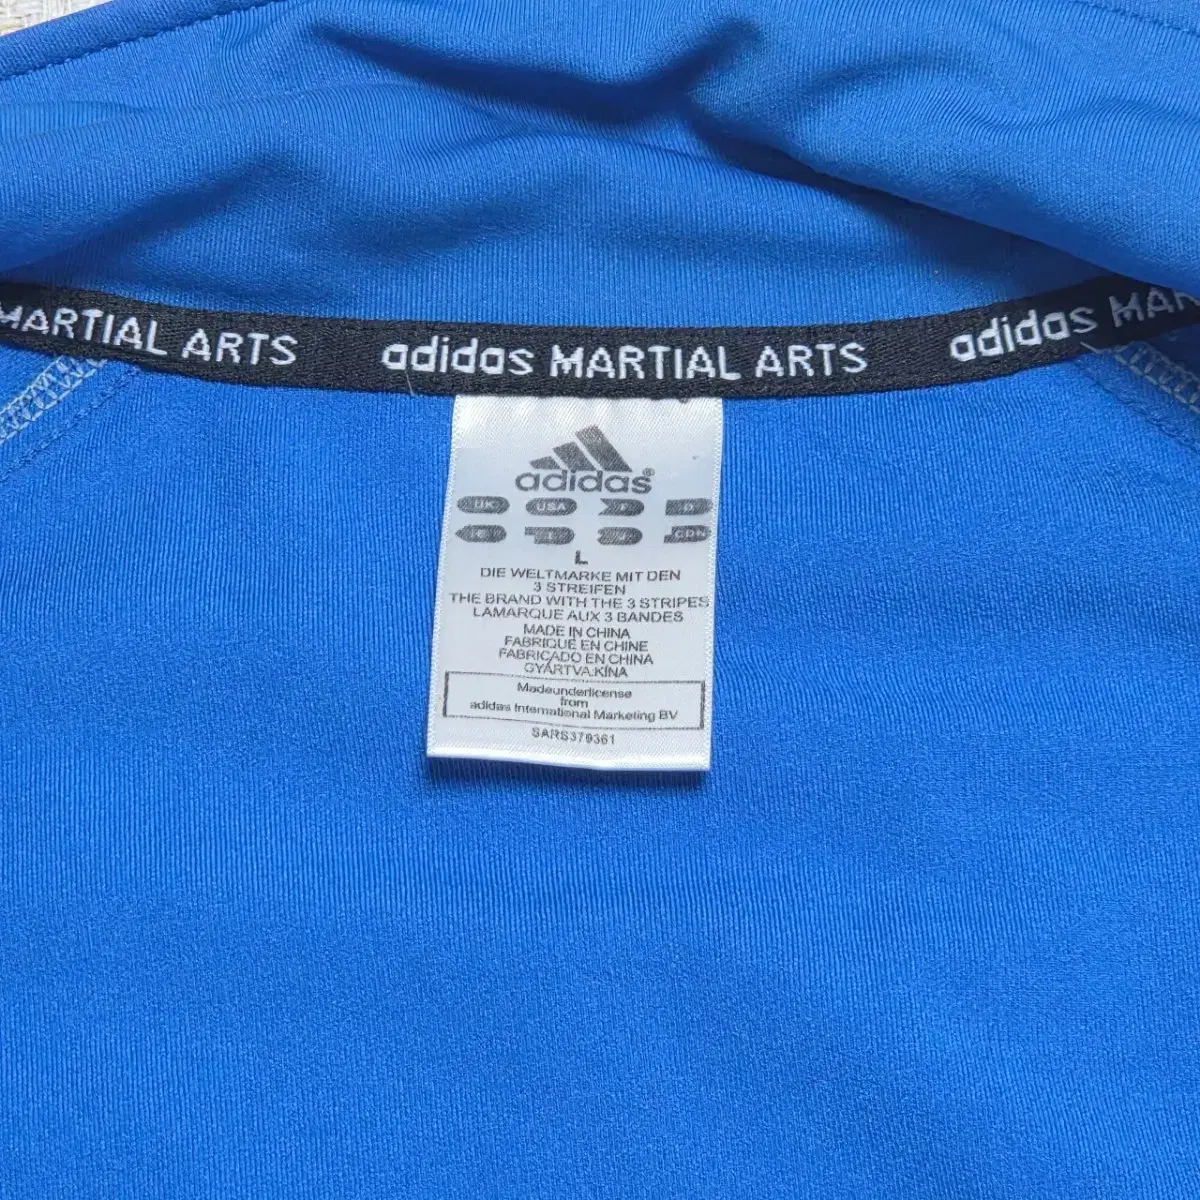 MARTIAL ARTS adidas MARTIAL ARTS adidas MAR
adidas®
UK USA F D
E I CDN
L
DIE WELTMARKE MIT DEN
3 STREIFEN
THE BRAND WITH THE 3 STRIPES
LAMARQUE AUX 3 BANDES
MADE IN CHINA
FABRIQUE EN CHINE
FABRICADO EN CHINA
GYÁRTVA:KÍNA
Madeunderlicense
from
adidas International Marketing BV
SARS379361